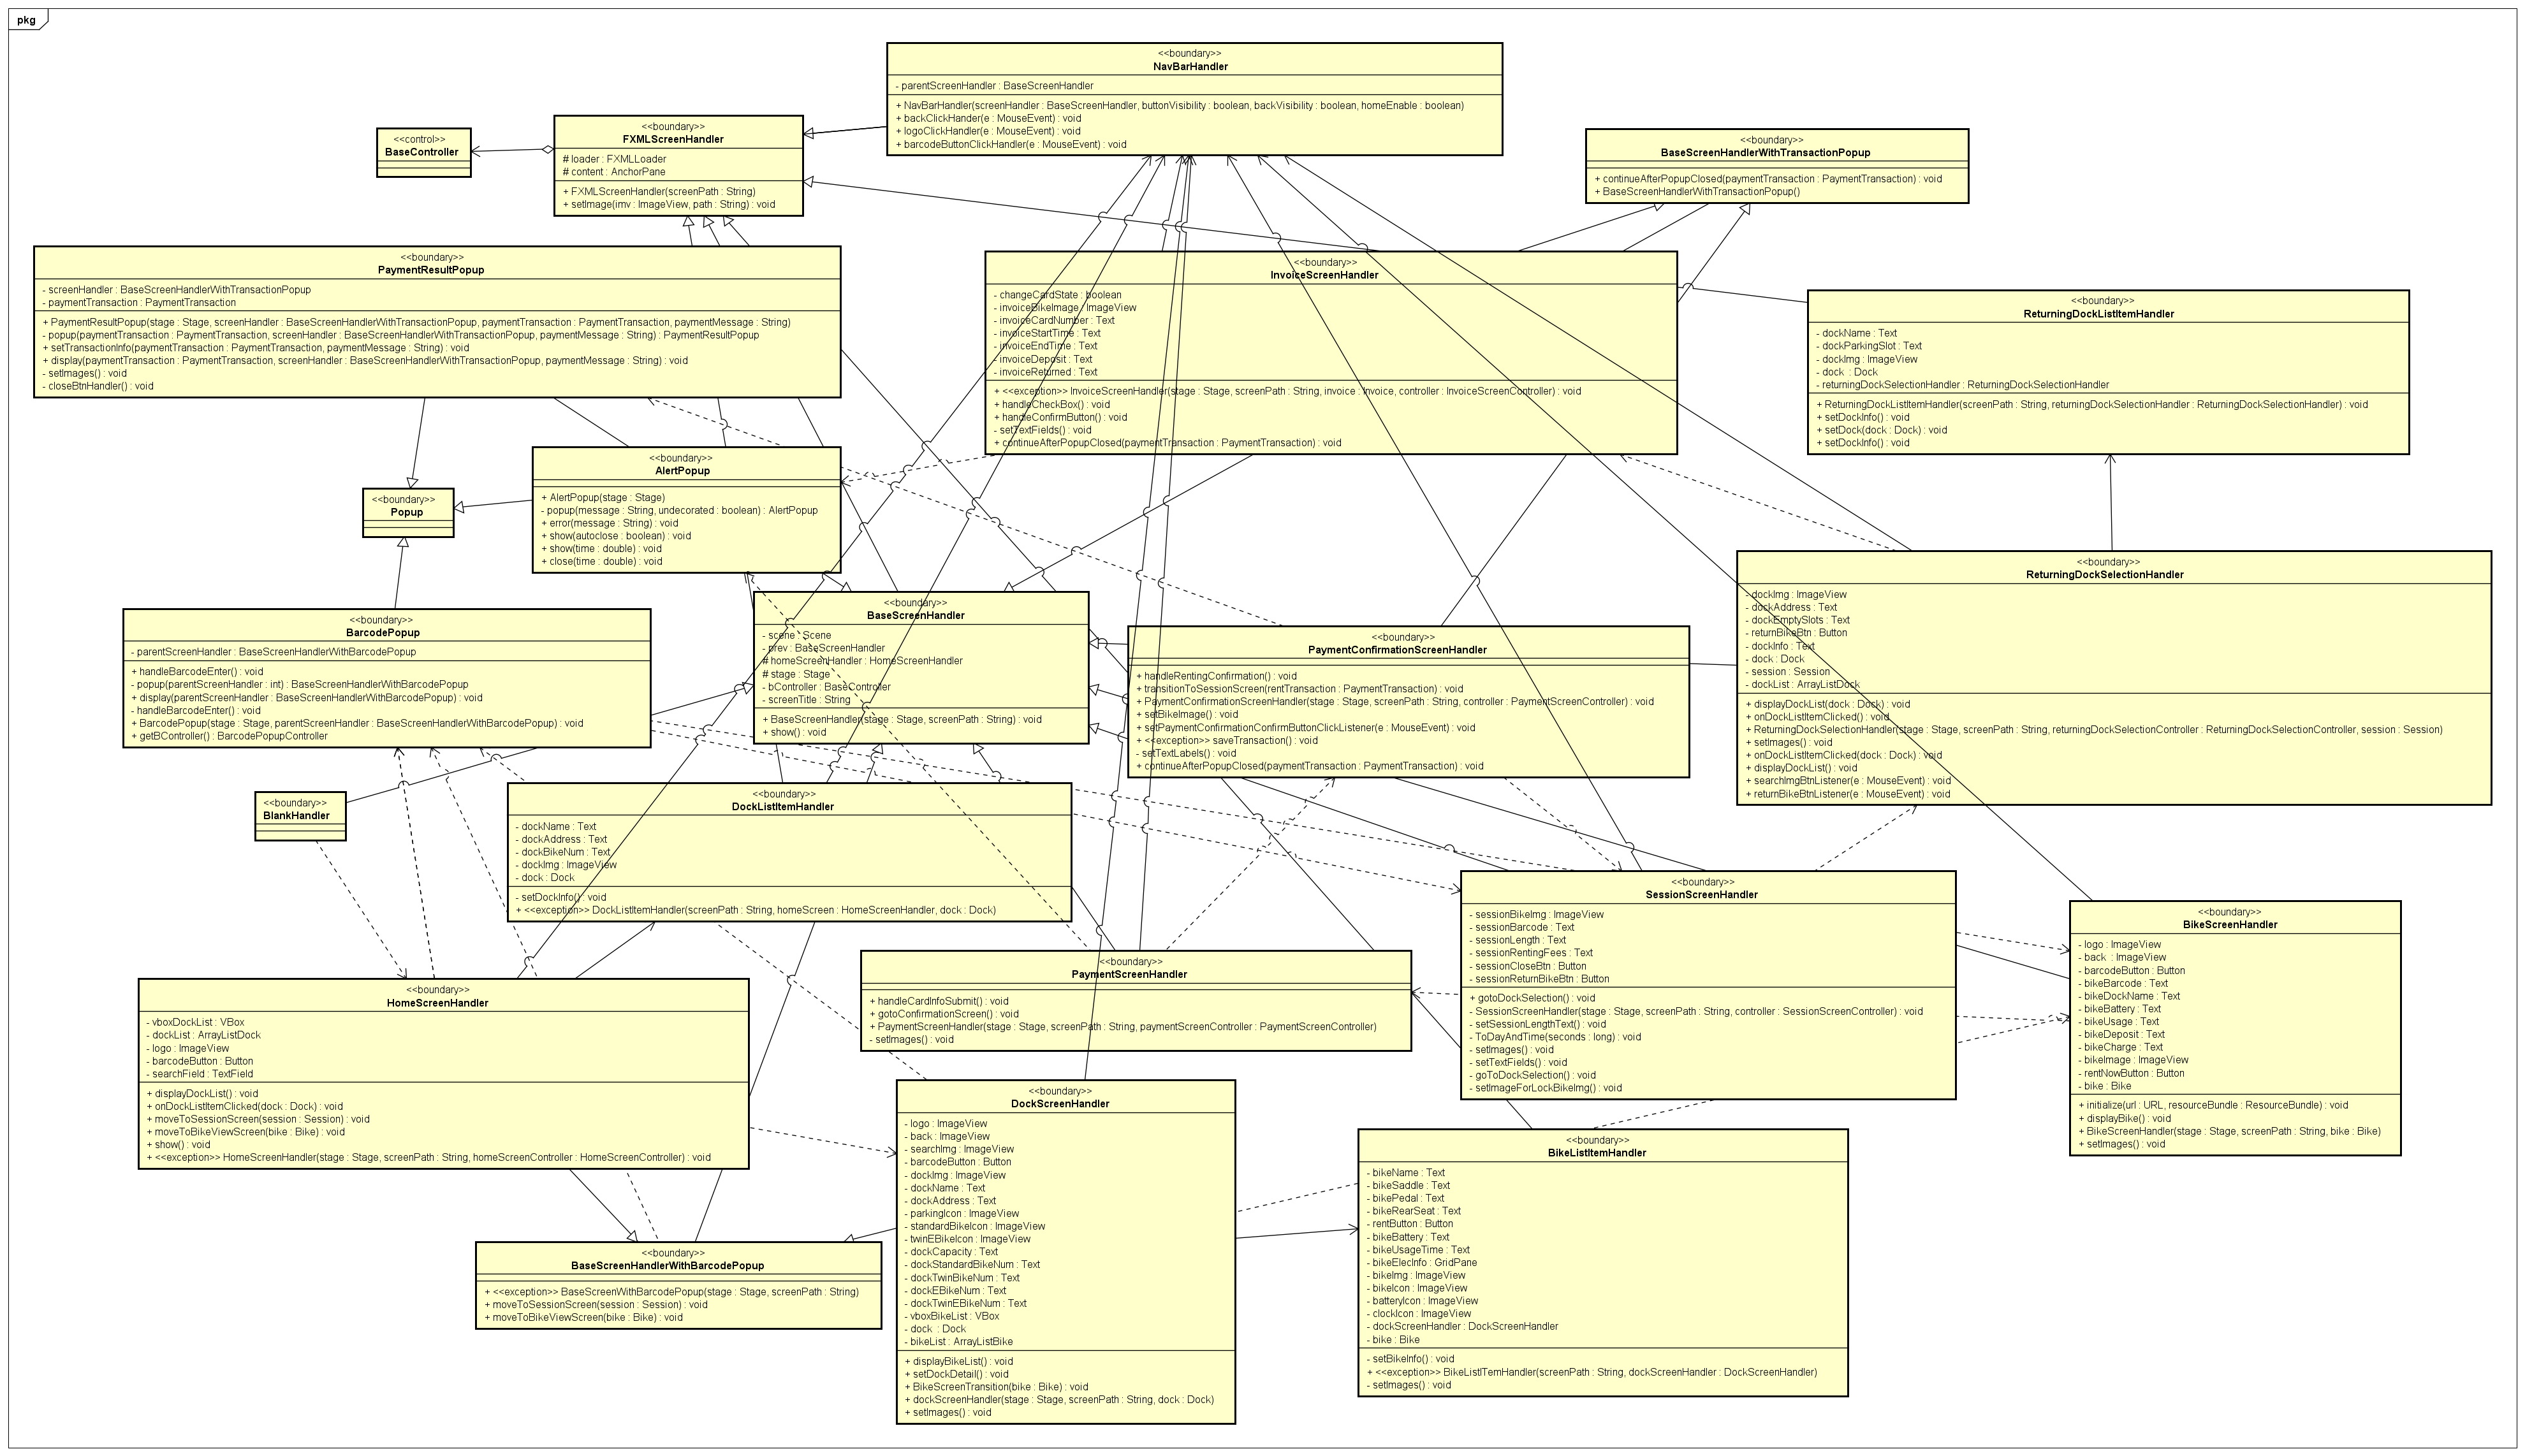 pkg
<<boundary>>
NavBarHandler
- parentScreenHandler : BaseScreenHandler
+ NavBarHandler(screenHandler : BaseScreenHandler, buttonVisibility : boolean, backVisibility : boolean, homeEnable : boolean)
+ backClickHander(e : MouseEvent) : void
+ logoClickHandler(e : MouseEvent) : void
+ barcodeButtonClickHandler(e : MouseEvent) : void
<<control>>
BaseController
<<boundary>>
FXMLScreenHandler
# loader : FXMLLoader
# content : AnchorPane
+ FXMLScreenHandler(screenPath : String)
+ setImage(imv : ImageView, path : String) : void
<<boundary>>
BaseScreenHandlerWithTransactionPopup
+ continueAfterPopupClosed(paymentTransaction : PaymentTransaction) : void
+ BaseScreenHandlerWithTransactionPopup()
<<boundary>>
PaymentResultPopup
- screenHandler : BaseScreenHandlerWithTransactionPopup
- paymentTransaction : PaymentTransaction
+ PaymentResultPopup(stage : Stage, screenHandler : BaseScreenHandlerWithTransactionPopup, paymentTransaction : PaymentTransaction, paymentMessage : String)
- popup(paymentTransaction : PaymentTransaction, screenHandler : BaseScreenHandlerWithTransactionPopup, paymentMessage : String) : PaymentResultPopup
+ setTransactionInfo(paymentTransaction : PaymentTransaction, paymentMessage : String) : void
+ display(paymentTransaction : PaymentTransaction, screenHandler : BaseScreenHandlerWithTransactionPopup, paymentMessage : String) : void
- setImages() : void
- closeBtnHandler() : void
<<boundary>>
InvoiceScreenHandler
- changeCardState : boolean
- invoiceBikeImage : ImageView
- invoiceCardNumber : Text
- invoiceStartTime : Text
- invoiceEndTime : Text
- invoiceDeposit : Text
- invoiceReturned : Text
+ <<exception>> InvoiceScreenHandler(stage : Stage, screenPath : String, invoice : Invoice, controller : InvoiceScreenController) : void
+ handleCheckBox() : void
+ handleConfirmButton() : void
- setTextFields() : void
+ continueAfterPopupClosed(paymentTransaction : PaymentTransaction) : void
<<boundary>>
ReturningDockListItemHandler
- dockName : Text
- dockParkingSlot : Text
- dockImg : ImageView
- dock  : Dock
- returningDockSelectionHandler : ReturningDockSelectionHandler
+ ReturningDockListItemHandler(screenPath : String, returningDockSelectionHandler : ReturningDockSelectionHandler) : void
+ setDockInfo() : void
+ setDock(dock : Dock) : void
+ setDockInfo() : void
<<boundary>>
AlertPopup
+ AlertPopup(stage : Stage)
- popup(message : String, undecorated : boolean) : AlertPopup
+ error(message : String) : void
+ show(autoclose : boolean) : void
+ show(time : double) : void
+ close(time : double) : void
<<boundary>>
Popup
<<boundary>>
ReturningDockSelectionHandler
- dockImg : ImageView
- dockAddress : Text
- dockEmptySlots : Text
- returnBikeBtn : Button
- dockInfo : Text
- dock : Dock
- session : Session
- dockList : ArrayListDock
+ displayDockList(dock : Dock) : void
+ onDockListItemClicked() : void
+ ReturningDockSelectionHandler(stage : Stage, screenPath : String, returningDockSelectionController : ReturningDockSelectionController, session : Session)
+ setImages() : void
+ onDockListItemClicked(dock : Dock) : void
+ displayDockList() : void
+ searchImgBtnListener(e : MouseEvent) : void
+ returnBikeBtnListener(e : MouseEvent) : void
<<boundary>>
BaseScreenHandler
- scene : Scene
- prev : BaseScreenHandler
# homeScreenHandler : HomeScreenHandler
# stage : Stage
- bController : BaseController
- screenTitle : String
+ BaseScreenHandler(stage : Stage, screenPath : String) : void
+ show() : void
<<boundary>>
BarcodePopup
- parentScreenHandler : BaseScreenHandlerWithBarcodePopup
+ handleBarcodeEnter() : void
- popup(parentScreenHandler : int) : BaseScreenHandlerWithBarcodePopup
+ display(parentScreenHandler : BaseScreenHandlerWithBarcodePopup) : void
- handleBarcodeEnter() : void
+ BarcodePopup(stage : Stage, parentScreenHandler : BaseScreenHandlerWithBarcodePopup) : void
+ getBController() : BarcodePopupController
<<boundary>>
PaymentConfirmationScreenHandler
+ handleRentingConfirmation() : void
+ transitionToSessionScreen(rentTransaction : PaymentTransaction) : void
+ PaymentConfirmationScreenHandler(stage : Stage, screenPath : String, controller : PaymentScreenController) : void
+ setBikeImage() : void
+ setPaymentConfirmationConfirmButtonClickListener(e : MouseEvent) : void
+ <<exception>> saveTransaction() : void
- setTextLabels() : void
+ continueAfterPopupClosed(paymentTransaction : PaymentTransaction) : void
<<boundary>>
BlankHandler
<<boundary>>
DockListItemHandler
- dockName : Text
- dockAddress : Text
- dockBikeNum : Text
- dockImg : ImageView
- dock : Dock
- setDockInfo() : void
+ <<exception>> DockListItemHandler(screenPath : String, homeScreen : HomeScreenHandler, dock : Dock)
<<boundary>>
SessionScreenHandler
- sessionBikeImg : ImageView
- sessionBarcode : Text
- sessionLength : Text
- sessionRentingFees : Text
- sessionCloseBtn : Button
- sessionReturnBikeBtn : Button
+ gotoDockSelection() : void
- SessionScreenHandler(stage : Stage, screenPath : String, controller : SessionScreenController) : void
- setSessionLengthText() : void
- ToDayAndTime(seconds : long) : void
- setImages() : void
- setTextFields() : void
- goToDockSelection() : void
- setImageForLockBikeImg() : void
<<boundary>>
BikeScreenHandler
- logo : ImageView
- back  : ImageView
- barcodeButton : Button
- bikeBarcode : Text
- bikeDockName : Text
- bikeBattery : Text
- bikeUsage : Text
- bikeDeposit : Text
- bikeCharge : Text
- bikeImage : ImageView
- rentNowButton : Button
- bike : Bike
+ initialize(url : URL, resourceBundle : ResourceBundle) : void
+ displayBike() : void
+ BikeScreenHandler(stage : Stage, screenPath : String, bike : Bike)
+ setImages() : void
<<boundary>>
PaymentScreenHandler
+ handleCardInfoSubmit() : void
+ gotoConfirmationScreen() : void
+ PaymentScreenHandler(stage : Stage, screenPath : String, paymentScreenController : PaymentScreenController)
- setImages() : void
<<boundary>>
HomeScreenHandler
- vboxDockList : VBox
- dockList : ArrayListDock
- logo : ImageView
- barcodeButton : Button
- searchField : TextField
+ displayDockList() : void
+ onDockListItemClicked(dock : Dock) : void
+ moveToSessionScreen(session : Session) : void
+ moveToBikeViewScreen(bike : Bike) : void
+ show() : void
+ <<exception>> HomeScreenHandler(stage : Stage, screenPath : String, homeScreenController : HomeScreenController) : void
<<boundary>>
DockScreenHandler
- logo : ImageView
- back : ImageView
- searchImg : ImageView
- barcodeButton : Button
- dockImg : ImageView
- dockName : Text
- dockAddress : Text
- parkingIcon : ImageView
- standardBikeIcon : ImageView
- twinEBikeIcon : ImageView
- dockCapacity : Text
- dockStandardBikeNum : Text
- dockTwinBikeNum : Text
- dockEBikeNum : Text
- dockTwinEBikeNum : Text
- vboxBikeList : VBox
- dock  : Dock
- bikeList : ArrayListBike
+ displayBikeList() : void
+ setDockDetail() : void
+ BikeScreenTransition(bike : Bike) : void
+ dockScreenHandler(stage : Stage, screenPath : String, dock : Dock)
+ setImages() : void
<<boundary>>
BikeListItemHandler
- bikeName : Text
- bikeSaddle : Text
- bikePedal : Text
- bikeRearSeat : Text
- rentButton : Button
- bikeBattery : Text
- bikeUsageTime : Text
- bikeElecInfo : GridPane
- bikeImg : ImageView
- bikeIcon : ImageView
- batteryIcon : ImageView
- clockIcon : ImageView
- dockScreenHandler : DockScreenHandler
- bike : Bike
- setBikeInfo() : void
+ <<exception>> BikeListITemHandler(screenPath : String, dockScreenHandler : DockScreenHandler)
- setImages() : void
<<boundary>>
BaseScreenHandlerWithBarcodePopup
+ <<exception>> BaseScreenWithBarcodePopup(stage : Stage, screenPath : String)
+ moveToSessionScreen(session : Session) : void
+ moveToBikeViewScreen(bike : Bike) : void